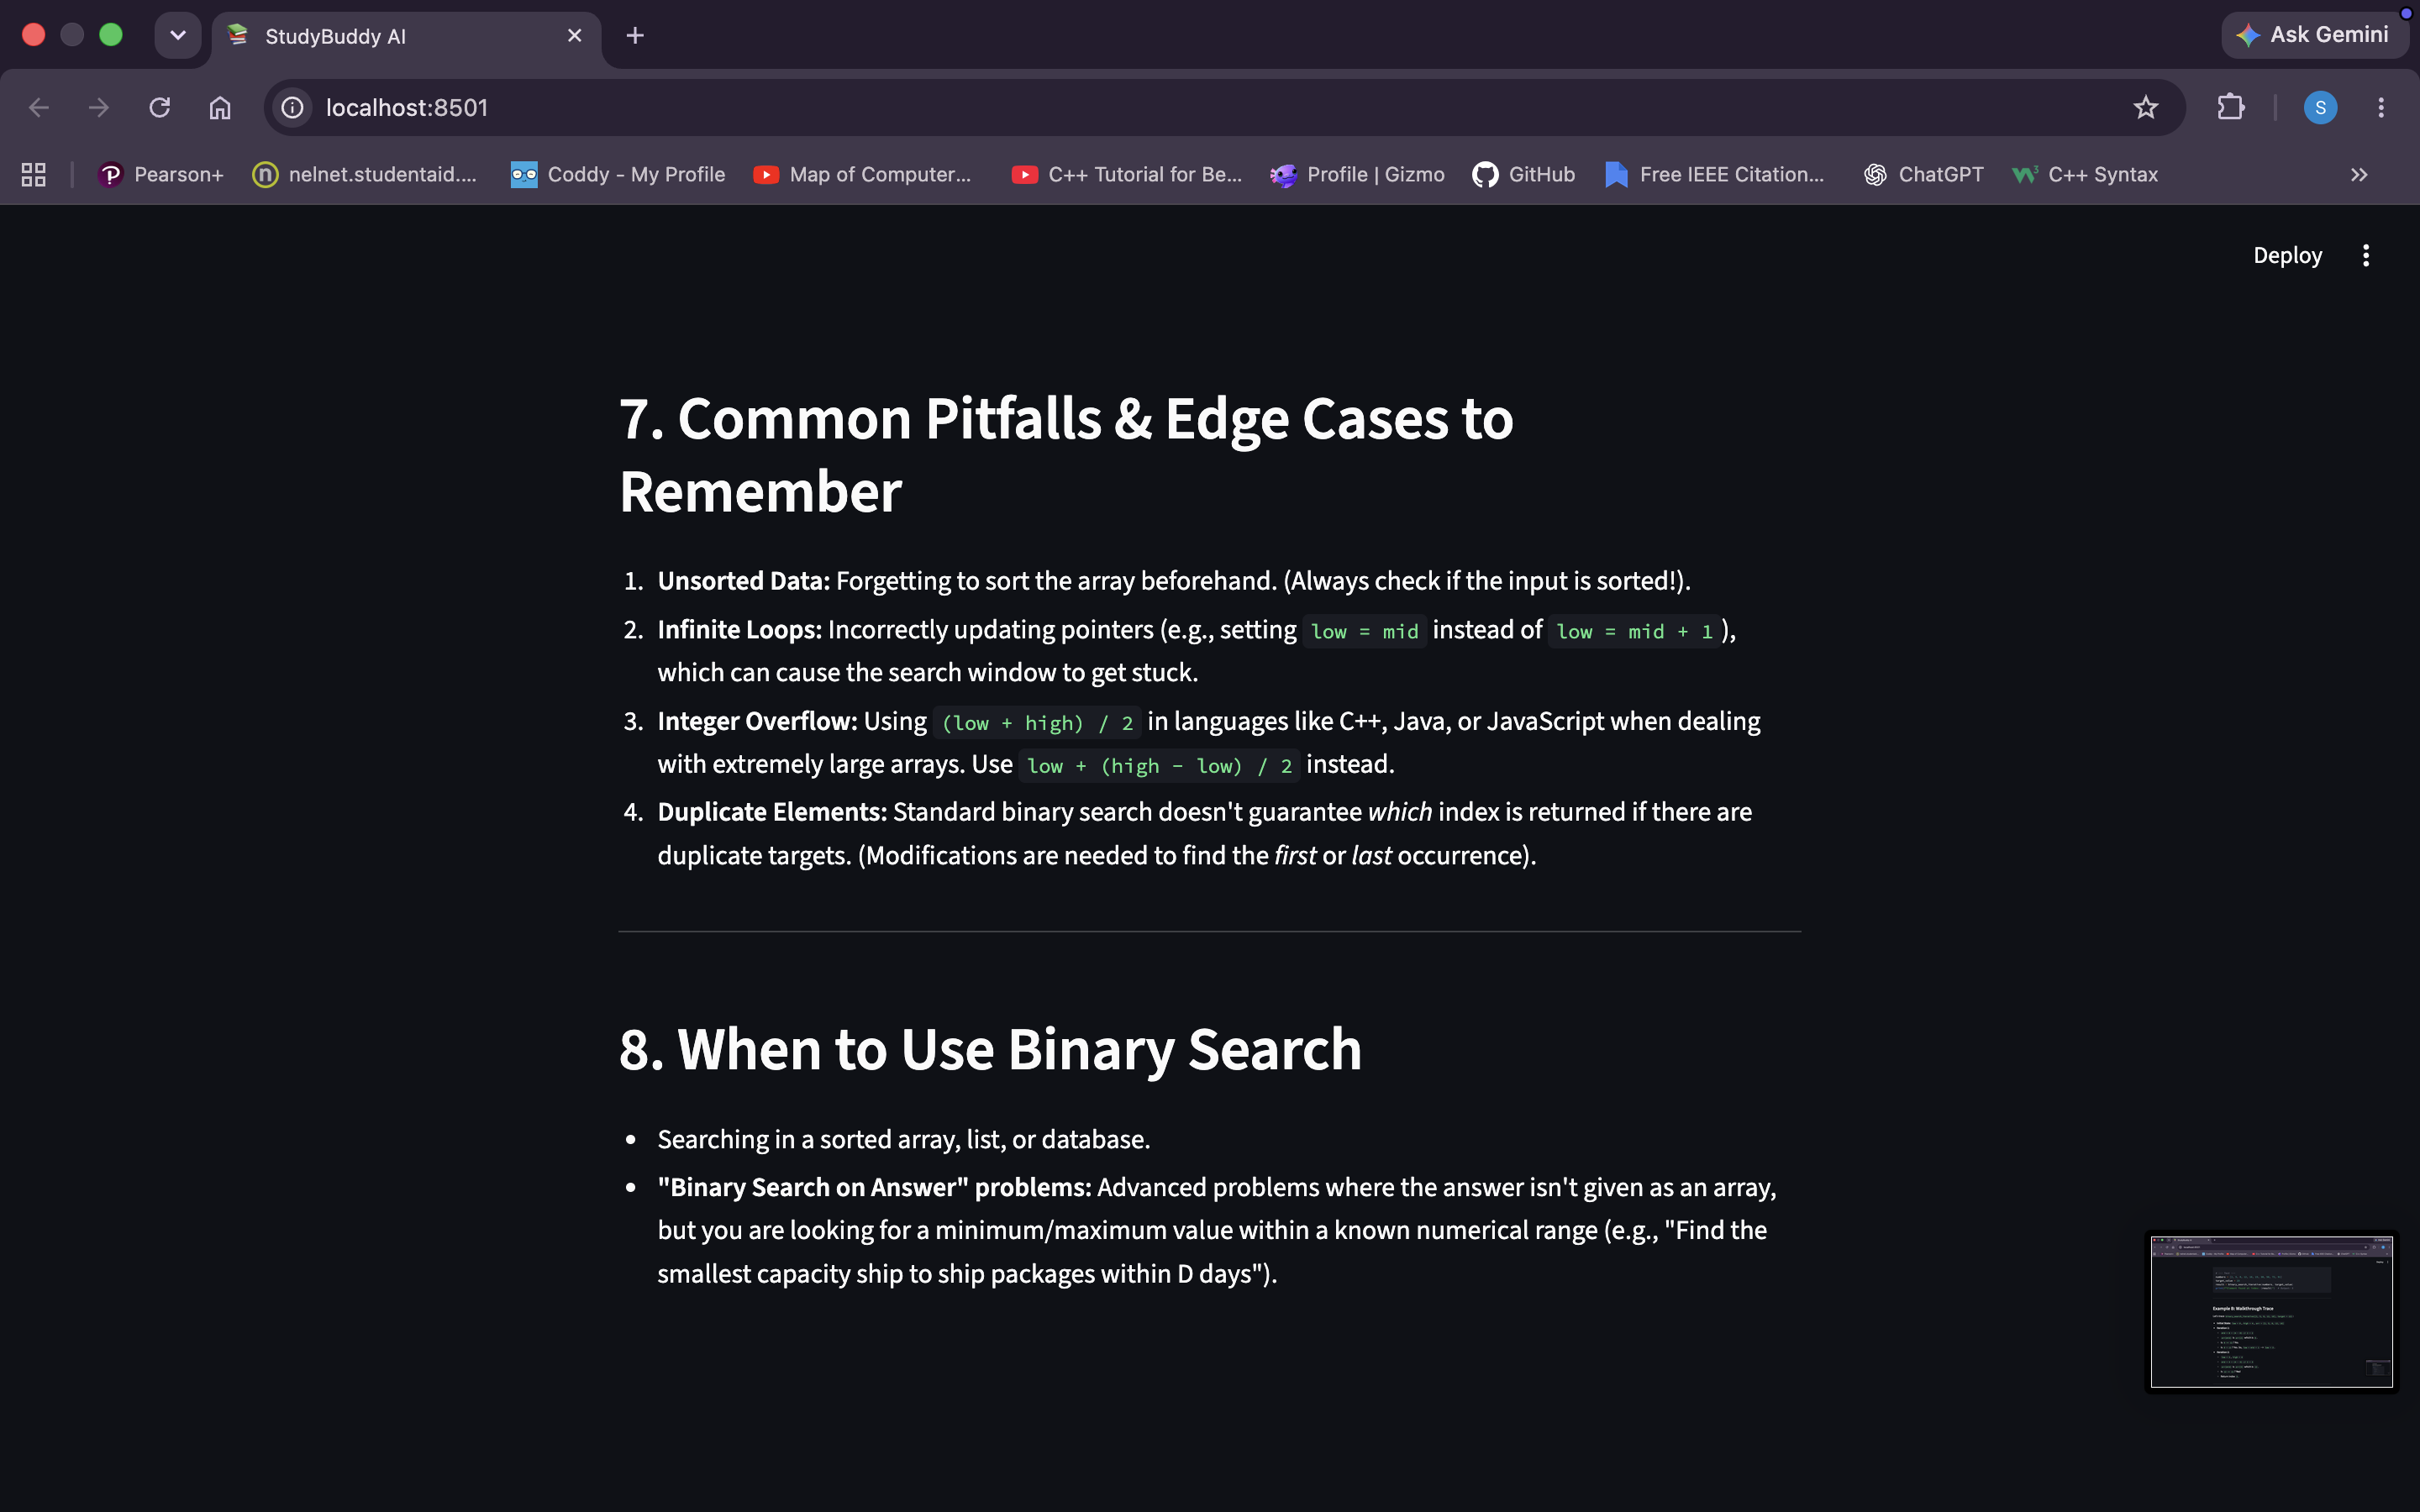 StudyBuddy AI
Ask Gemini
localhost:8501
S
Pearson+
nelnet.studentaid....
Coddy - My Profile
Map of Computer...
C++ Tutorial for Be...
Profile | Gizmo
GitHub
Free IEEE Citation...
ChatGPT
C++ Syntax
Deploy
7. Common Pitfalls & Edge Cases to
Remember
1. Unsorted Data: Forgetting to sort the array beforehand. (Always check if the input is sorted!).
2. Infinite Loops: Incorrectly updating pointers (e.g., setting low = mid instead of low = mid + 1),
which can cause the search window to get stuck.
3. Integer Overflow: Using (low + high) / 2 in languages like C++, Java, or JavaScript when dealing
with extremely large arrays. Use low + (high - low) / 2 instead.
4. Duplicate Elements: Standard binary search doesn't guarantee which index is returned if there are
duplicate targets. (Modifications are needed to find the first or last occurrence).
8. When to Use Binary Search
• Searching in a sorted array, list, or database.
• "Binary Search on Answer" problems: Advanced problems where the answer isn't given as an array,
but you are looking for a minimum/maximum value within a known numerical range (e.g., "Find the
smallest capacity ship to ship packages within D days").
Example B: Walkthrough Trace